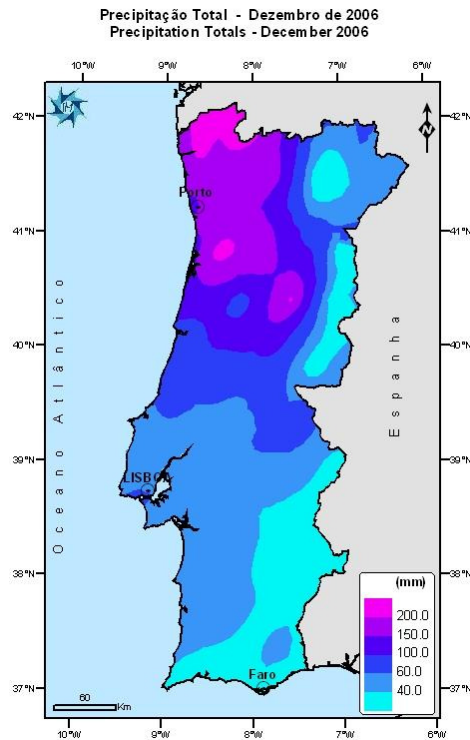 Precipitação Total - Dezembro de 2006
Precipitation Totals - December 2006
10°W 9°W 8°W 7°W 6°W
42°N 42°N
N
Porto
41°N 41°N
Oceano Atlântico
Espanha
40°N 40°N
39°N 39°N
LISBOA
38°N 38°N
(mm)
200.0
150.0
100.0
60.0
40.0
Faro
37°N 37°N
60
Km
10°W 9°W 8°W 7°W 6°W